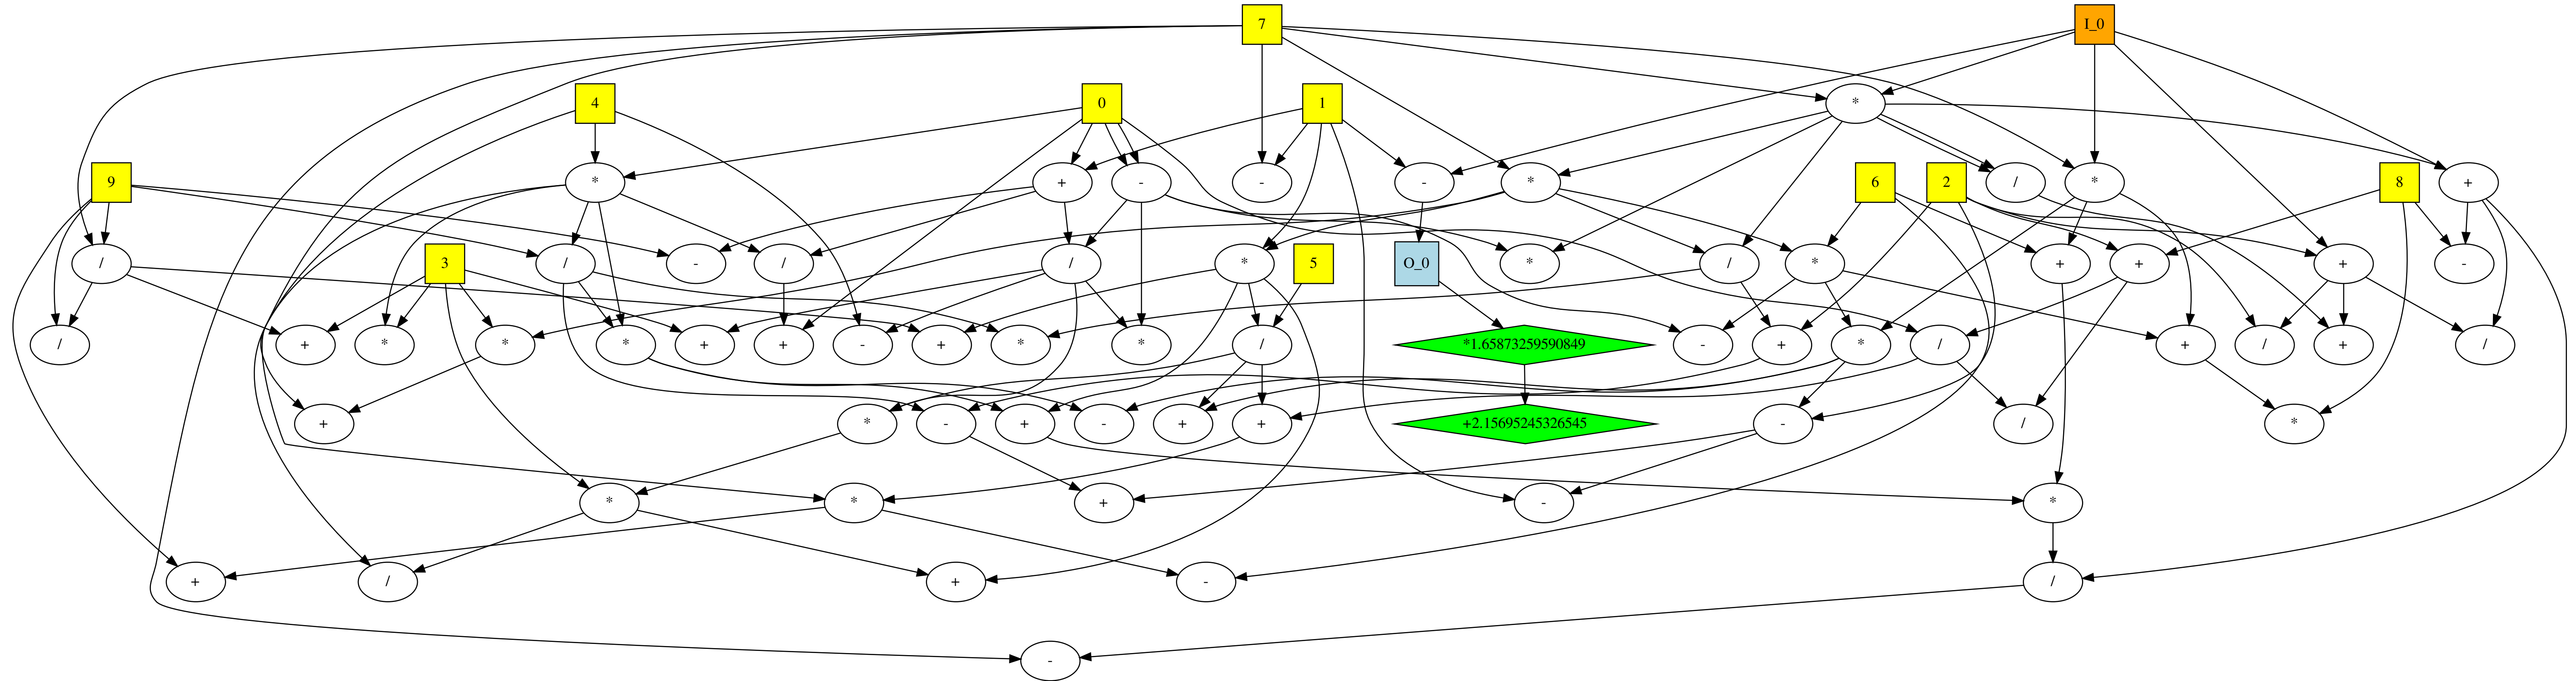 7 I_0
4 0 1 *
9 * + - - - * 6 2 / * 8 +
/ 3 / - / / * 5 O_0 * / * + + + -
/ + * * * + + - + * * / *1.65873259590849 - + * / + / + /
+ * - + - + + +2.15695245326545 - / *
* * + - *
+ / + - /
-